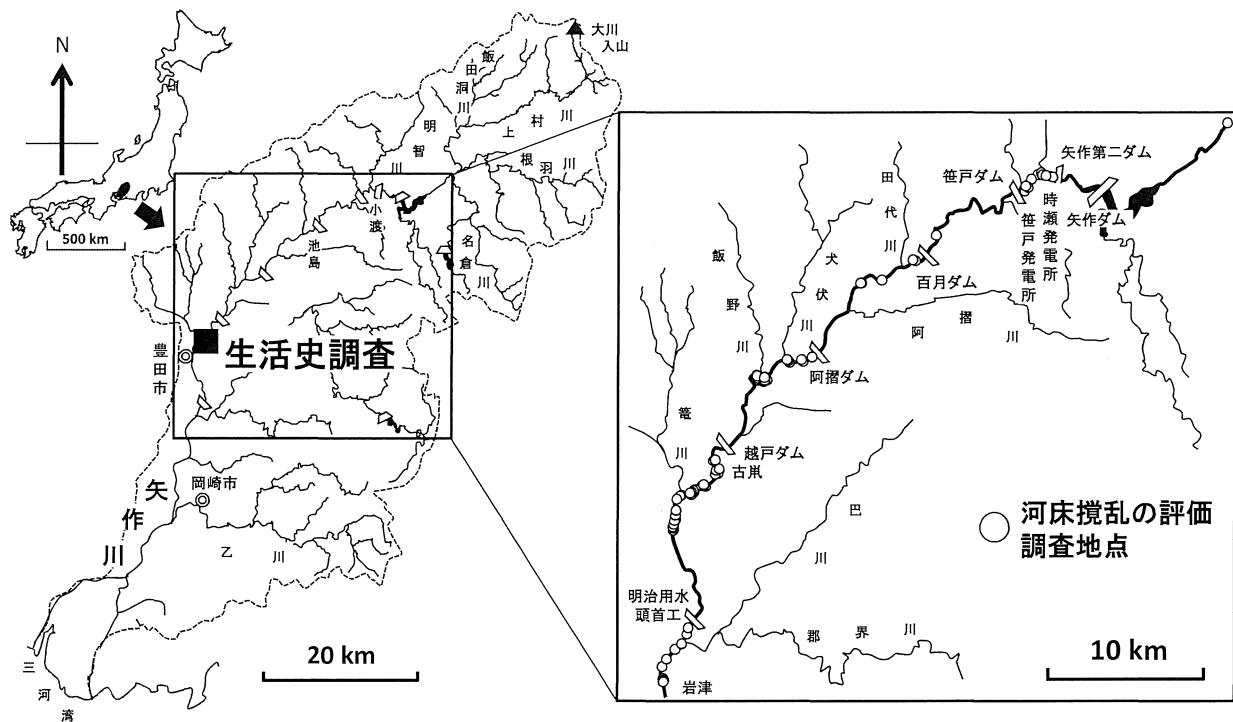 N
500 km
大川
入山
飯
田
洞
川
明
智
川
上
村
川
根
羽
川
小
渡
池
島
名
倉
川
豊
田
市
生活史調査
岡崎市
矢
作
川
乙
川
三
河
湾
20 km
矢作第二ダム
笹戸ダム
矢作ダム
時
瀬
発
電
所
笹
戸
発
電
所
田
代
川
犬
伏
川
飯
野
川
百月ダム
阿
摺
川
阿摺ダム
篭
川
越戸ダム
古鼡
巴
川
河床撹乱の評価
調査地点
明治用水
頭首工
郡
界
川
岩津
10 km